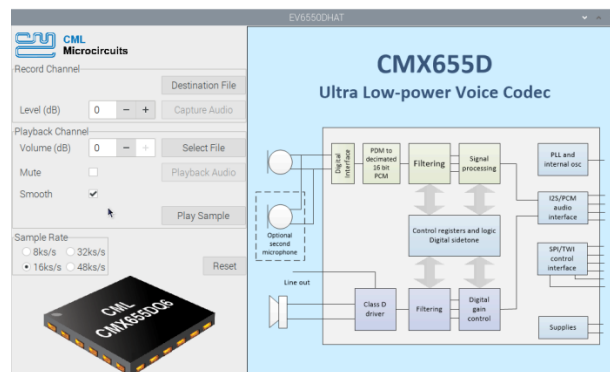 EV6550DHAT
CML
Microcircuits
Record Channel
Destination File
Level (dB) 0 − + Capture Audio
Playback Channel
Volume (dB) 0 − + Select File
Mute Playback Audio
Smooth
Play Sample
Sample Rate
8ks/s 32ks/s
16ks/s 48ks/s
Reset
CML
CMX655DQ6
CMX655D
Ultra Low-power Voice Codec
Digital
Interface
PDM to
decimated
16 bit
PCM
Filtering
Signal
processing
PLL and
internal osc
Optional
second
microphone
Control registers and logic
Digital sidetone
I2S/PCM
audio
interface
SPI/TWI
control
interface
Line out
Class D
driver
Filtering
Digital
gain
control
Supplies